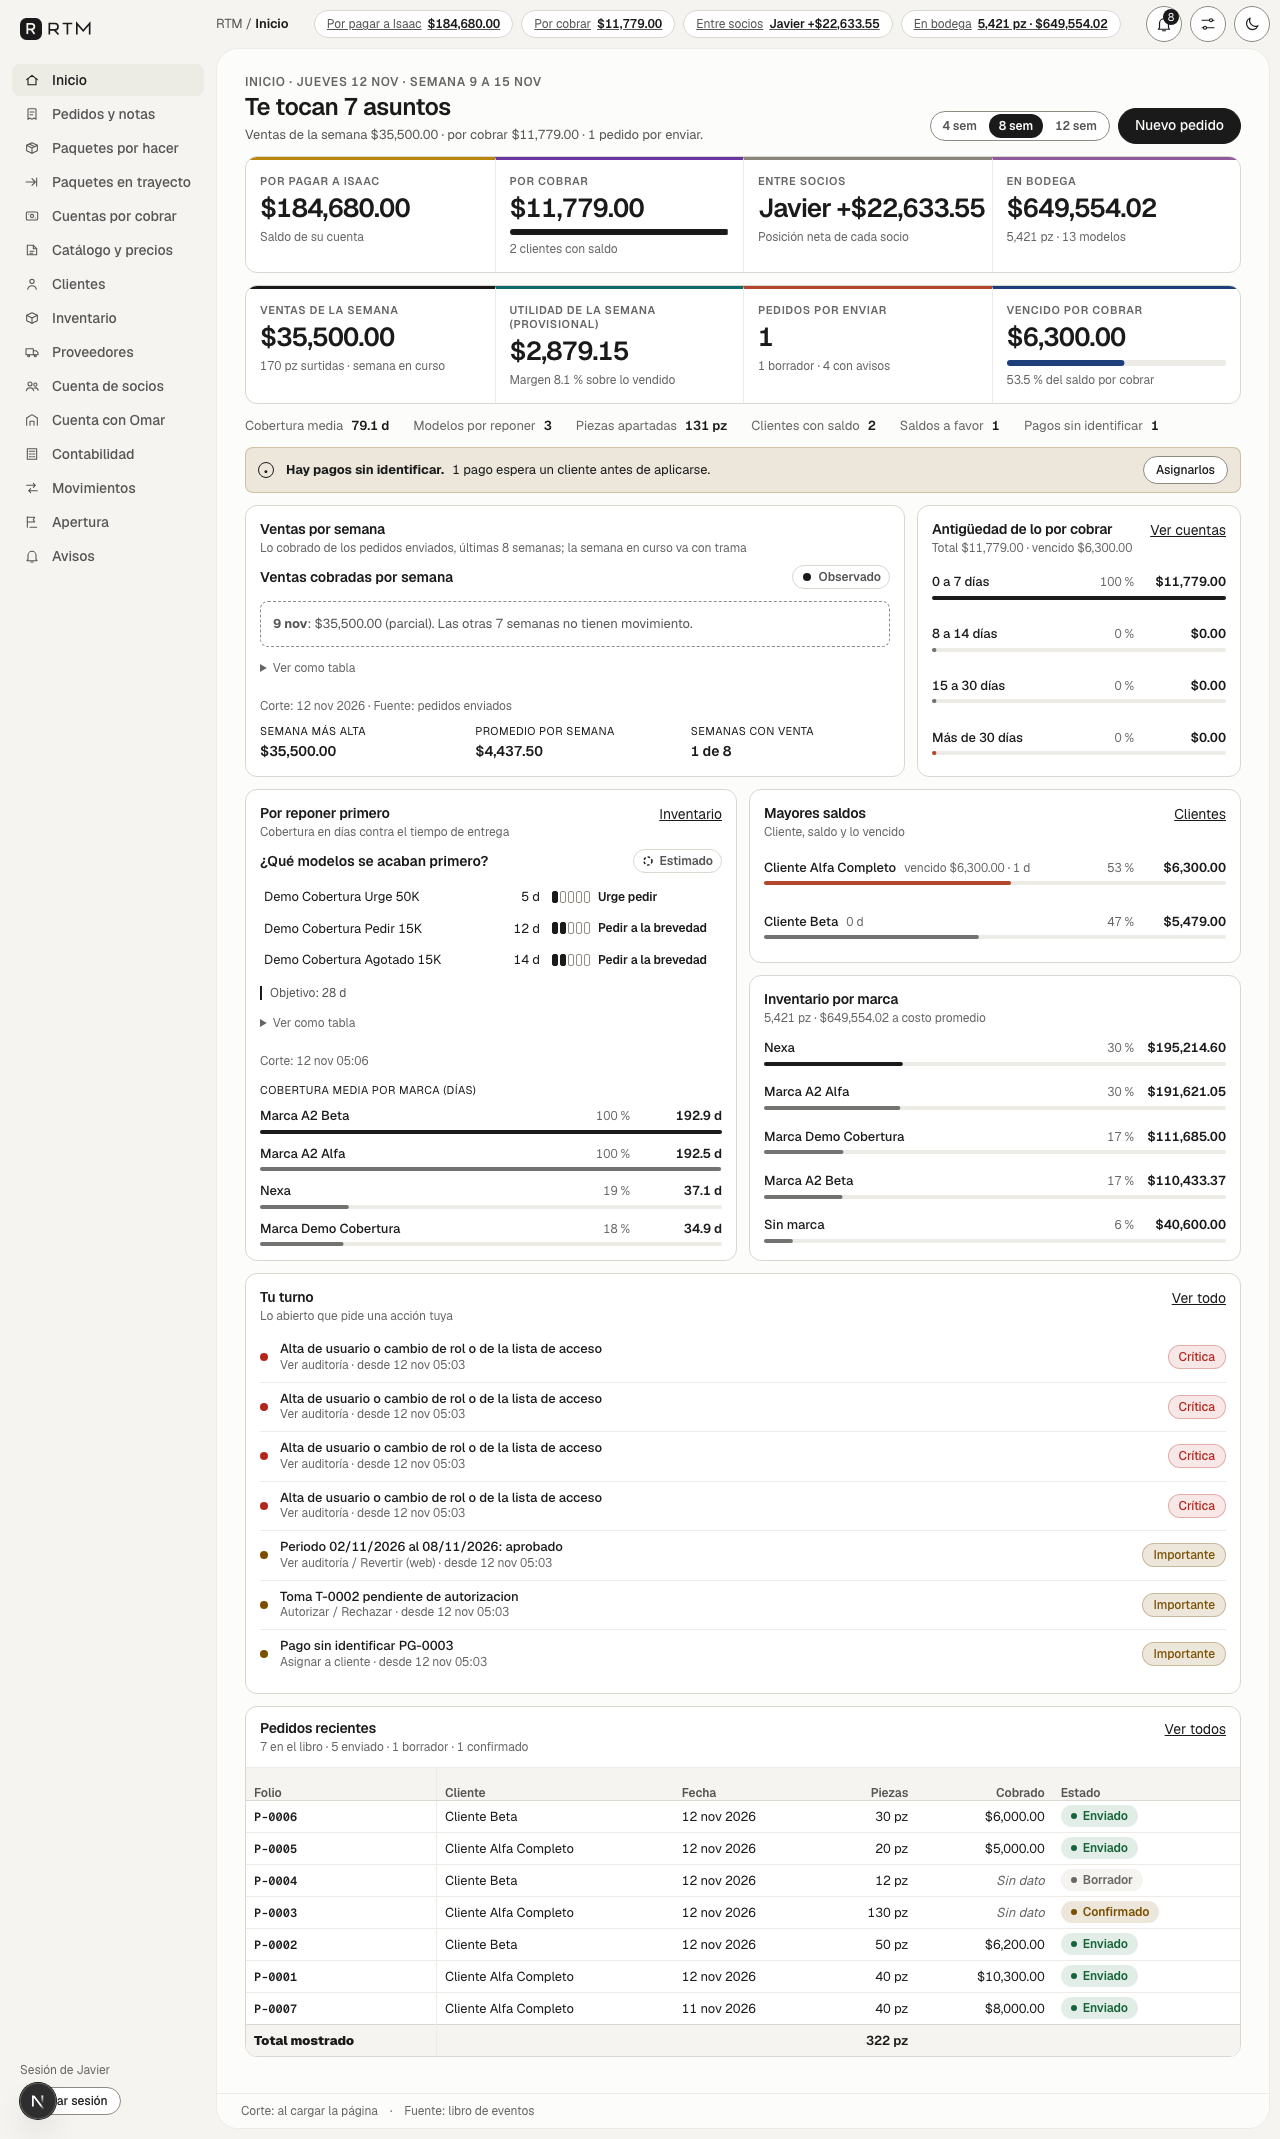 R RTM
RTM / Inicio
Por pagar a Isaac $184,680.00
Por cobrar $11,779.00
Entre socios Javier +$22,633.55
En bodega 5,421 pz · $649,554.02
8
Inicio
Pedidos y notas
Paquetes por hacer
Paquetes en trayecto
Cuentas por cobrar
Catálogo y precios
Clientes
Inventario
Proveedores
Cuenta de socios
Cuenta con Omar
Contabilidad
Movimientos
Apertura
Avisos
INICIO · JUEVES 12 NOV · SEMANA 9 A 15 NOV
Te tocan 7 asuntos
Ventas de la semana $35,500.00 · por cobrar $11,779.00 · 1 pedido por enviar.
4 sem 8 sem 12 sem
Nuevo pedido
POR PAGAR A ISAAC
$184,680.00
Saldo de su cuenta
POR COBRAR
$11,779.00
2 clientes con saldo
ENTRE SOCIOS
Javier +$22,633.55
Posición neta de cada socio
EN BODEGA
$649,554.02
5,421 pz · 13 modelos
VENTAS DE LA SEMANA
$35,500.00
170 pz surtidas · semana en curso
UTILIDAD DE LA SEMANA
(PROVISIONAL)
$2,879.15
Margen 8.1 % sobre lo vendido
PEDIDOS POR ENVIAR
1
1 borrador · 4 con avisos
VENCIDO POR COBRAR
$6,300.00
53.5 % del saldo por cobrar
Cobertura media 79.1 d Modelos por reponer 3 Piezas apartadas 131 pz Clientes con saldo 2 Saldos a favor 1 Pagos sin identificar 1
Hay pagos sin identificar. 1 pago espera un cliente antes de aplicarse.
Asignarlos
Ventas por semana
Lo cobrado de los pedidos enviados, últimas 8 semanas; la semana en curso va con trama
Ventas cobradas por semana
Observado
9 nov: $35,500.00 (parcial). Las otras 7 semanas no tienen movimiento.
Ver como tabla
Corte: 12 nov 2026 · Fuente: pedidos enviados
SEMANA MÁS ALTA
$35,500.00
PROMEDIO POR SEMANA
$4,437.50
SEMANAS CON VENTA
1 de 8
Antigüedad de lo por cobrar
Ver cuentas
Total $11,779.00 · vencido $6,300.00
0 a 7 días 100 % $11,779.00
8 a 14 días 0 % $0.00
15 a 30 días 0 % $0.00
Más de 30 días 0 % $0.00
Por reponer primero
Inventario
Cobertura en días contra el tiempo de entrega
¿Qué modelos se acaban primero?
Estimado
Demo Cobertura Urge 50K 5 d Urge pedir
Demo Cobertura Pedir 15K 12 d Pedir a la brevedad
Demo Cobertura Agotado 15K 14 d Pedir a la brevedad
Objetivo: 28 d
Ver como tabla
Corte: 12 nov 05:06
COBERTURA MEDIA POR MARCA (DÍAS)
Marca A2 Beta 100 % 192.9 d
Marca A2 Alfa 100 % 192.5 d
Nexa 19 % 37.1 d
Marca Demo Cobertura 18 % 34.9 d
Mayores saldos
Clientes
Cliente, saldo y lo vencido
Cliente Alfa Completo vencido $6,300.00 · 1 d 53 % $6,300.00
Cliente Beta 0 d 47 % $5,479.00
Inventario por marca
5,421 pz · $649,554.02 a costo promedio
Nexa 30 % $195,214.60
Marca A2 Alfa 30 % $191,621.05
Marca Demo Cobertura 17 % $111,685.00
Marca A2 Beta 17 % $110,433.37
Sin marca 6 % $40,600.00
Tu turno
Ver todo
Lo abierto que pide una acción tuya
Alta de usuario o cambio de rol o de la lista de acceso
Ver auditoría · desde 12 nov 05:03
Crítica
Alta de usuario o cambio de rol o de la lista de acceso
Ver auditoría · desde 12 nov 05:03
Crítica
Alta de usuario o cambio de rol o de la lista de acceso
Ver auditoría · desde 12 nov 05:03
Crítica
Alta de usuario o cambio de rol o de la lista de acceso
Ver auditoría · desde 12 nov 05:03
Crítica
Periodo 02/11/2026 al 08/11/2026: aprobado
Ver auditoría / Revertir (web) · desde 12 nov 05:03
Importante
Toma T-0002 pendiente de autorizacion
Autorizar / Rechazar · desde 12 nov 05:03
Importante
Pago sin identificar PG-0003
Asignar a cliente · desde 12 nov 05:03
Importante
Pedidos recientes
Ver todos
7 en el libro · 5 enviado · 1 borrador · 1 confirmado
Folio Cliente Fecha Piezas Cobrado Estado
P-0006 Cliente Beta 12 nov 2026 30 pz $6,000.00 Enviado
P-0005 Cliente Alfa Completo 12 nov 2026 20 pz $5,000.00 Enviado
P-0004 Cliente Beta 12 nov 2026 12 pz Sin dato Borrador
P-0003 Cliente Alfa Completo 12 nov 2026 130 pz Sin dato Confirmado
P-0002 Cliente Beta 12 nov 2026 50 pz $6,200.00 Enviado
P-0001 Cliente Alfa Completo 12 nov 2026 40 pz $10,300.00 Enviado
P-0007 Cliente Alfa Completo 11 nov 2026 40 pz $8,000.00 Enviado
Total mostrado 322 pz
Sesión de Javier
N
ar sesión
Corte: al cargar la página · Fuente: libro de eventos